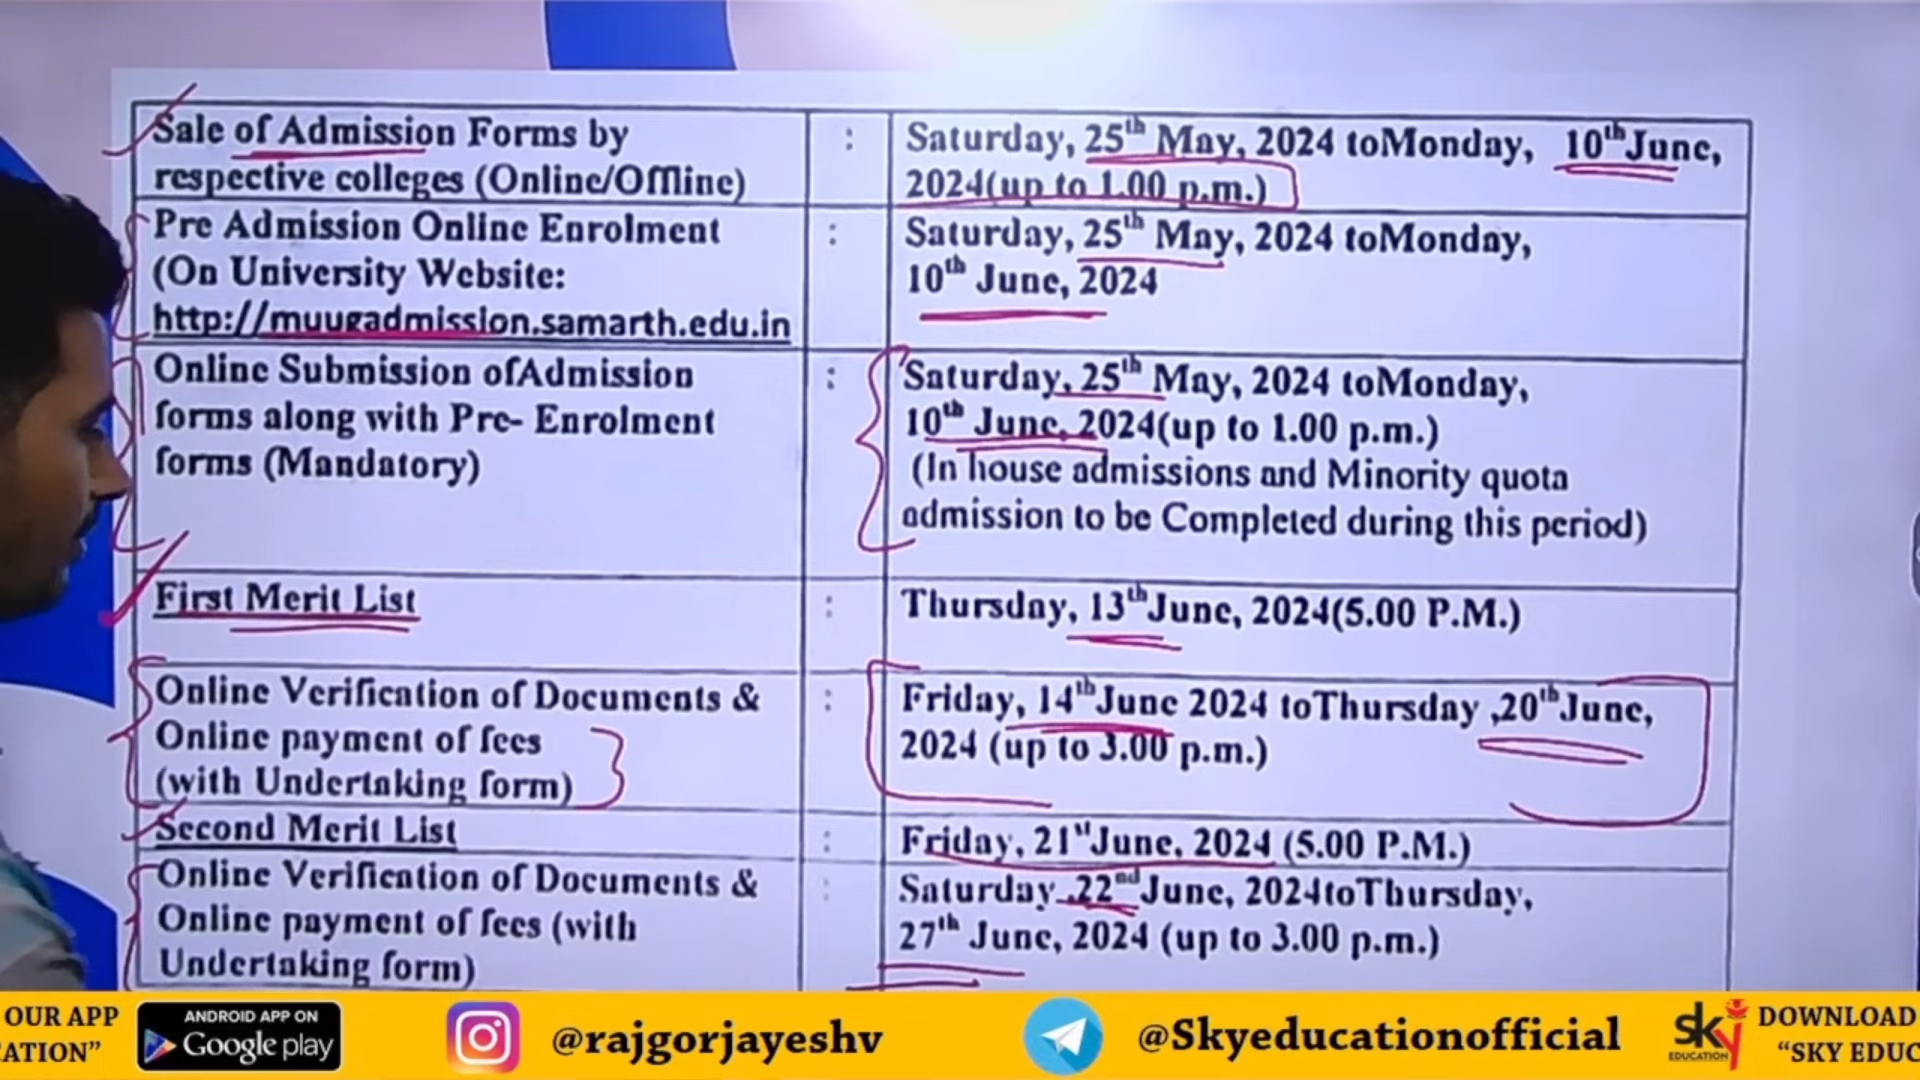 Sale of Admission Forms by
respective colleges (Online/Offline)
:
Saturday, 25th May, 2024 toMonday, 10thJune,
2024(up to 1.00 p.m.)
Pre Admission Online Enrolment
(On University Website:
http://muugadmission.samarth.edu.in
:
Saturday, 25th May, 2024 toMonday,
10th June, 2024
Online Submission ofAdmission
forms along with Pre- Enrolment
forms (Mandatory)
:
Saturday, 25th May, 2024 toMonday,
10th June, 2024(up to 1.00 p.m.)
(In house admissions and Minority quota
admission to be Completed during this period)
First Merit List
:
Thursday, 13thJune, 2024(5.00 P.M.)
Online Verification of Documents &
Online payment of fees
(with Undertaking form)
:
Friday, 14thJune 2024 toThursday ,20thJune,
2024 (up to 3.00 p.m.)
Second Merit List
:
Friday, 21stJune, 2024 (5.00 P.M.)
Online Verification of Documents &
Online payment of fees (with
Undertaking form)
:
Saturday ,22nd June, 2024toThursday,
27th June, 2024 (up to 3.00 p.m.)
OUR APP
ATION”
ANDROID APP ON
Google play
@rajgorjayeshv
@Skyeducationofficial
sky
EDUCATION
DOWNLOAD
“SKY EDUC